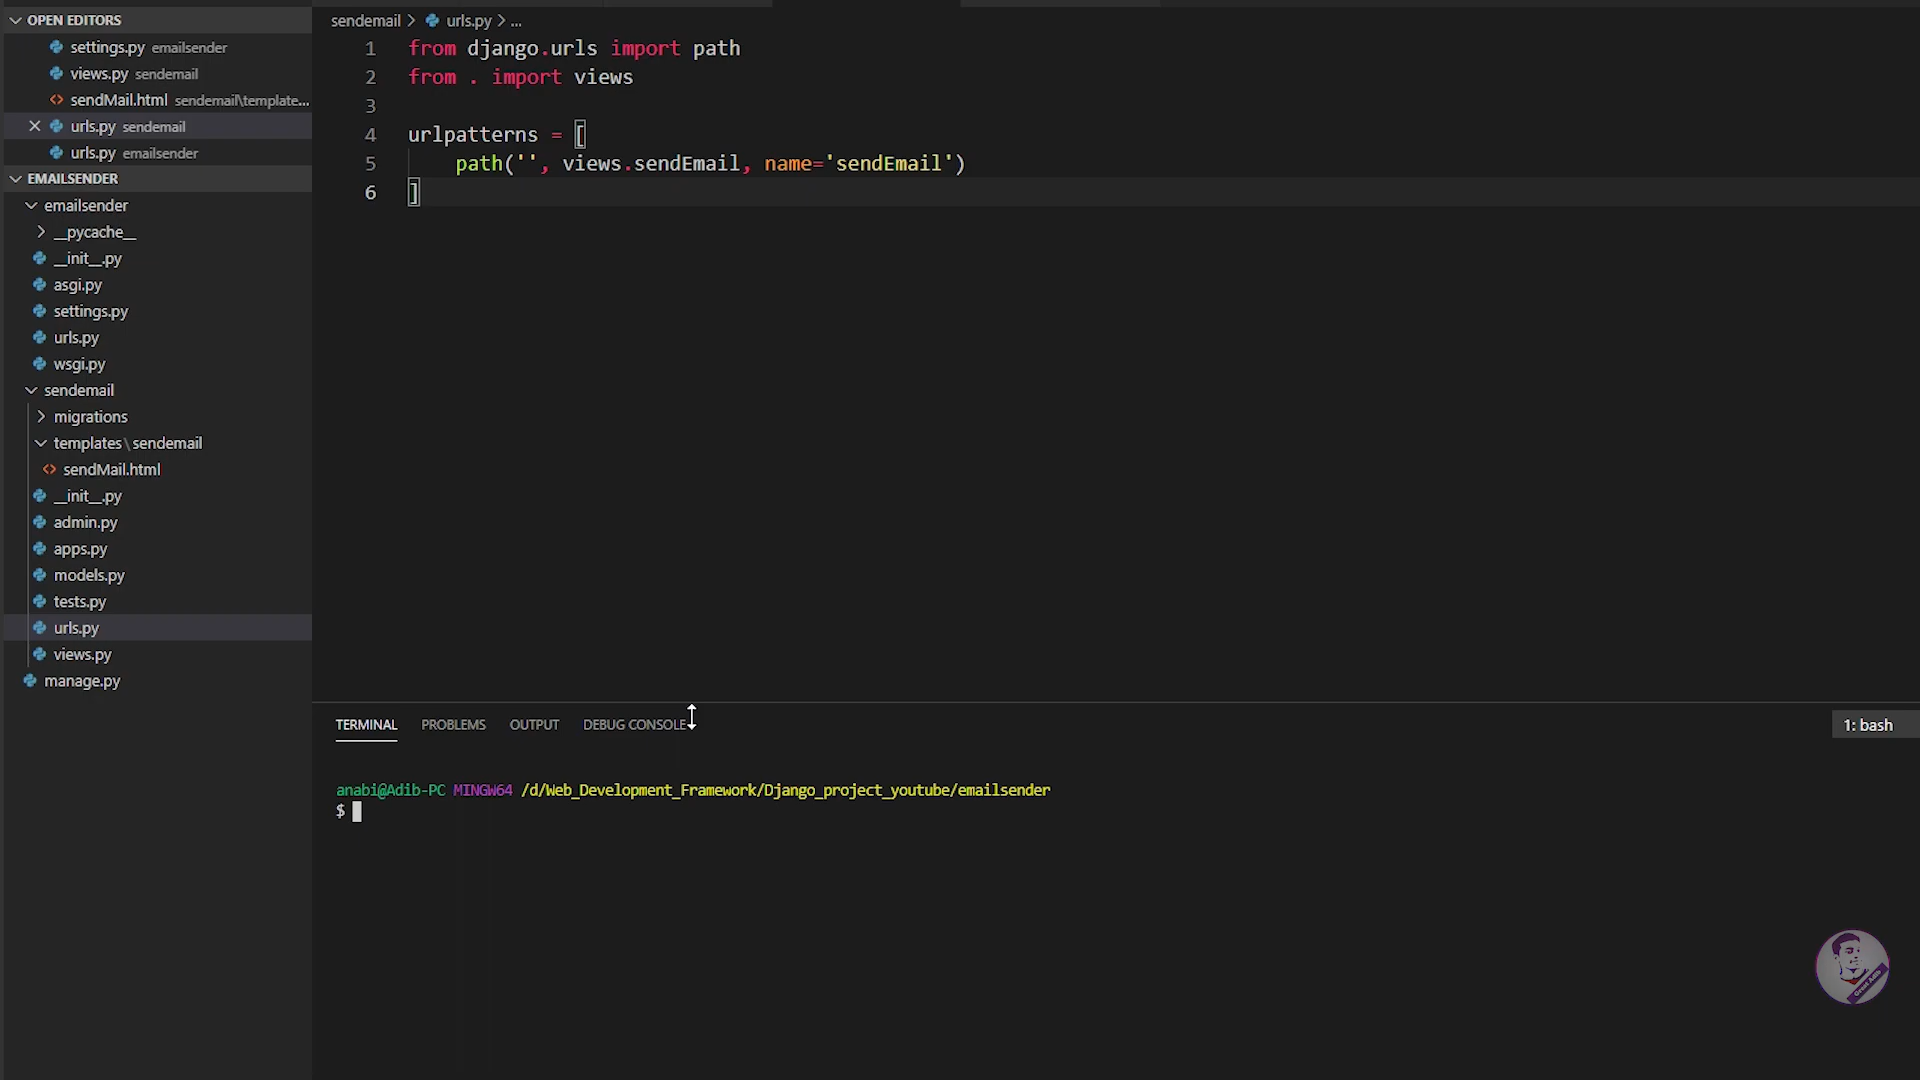 OPEN EDITORS
settings.py emailsender
views.py sendemail
sendMail.html sendemail\template...
urls.py sendemail
urls.py emailsender
EMAILSENDER
emailsender
__pycache__
__init__.py
asgi.py
settings.py
urls.py
wsgi.py
sendemail
migrations
templates\sendemail
sendMail.html
__init__.py
admin.py
apps.py
models.py
tests.py
urls.py
views.py
manage.py
sendemail > urls.py > ...
1 from django.urls import path
2 from . import views
3
4 urlpatterns = [
5     path('', views.sendEmail, name='sendEmail')
6 ]
TERMINAL PROBLEMS OUTPUT DEBUG CONSOLE 1: bash
anabi@Adib-PC MINGW64 /d/Web_Development_Framework/Django_project_youtube/emailsender
$